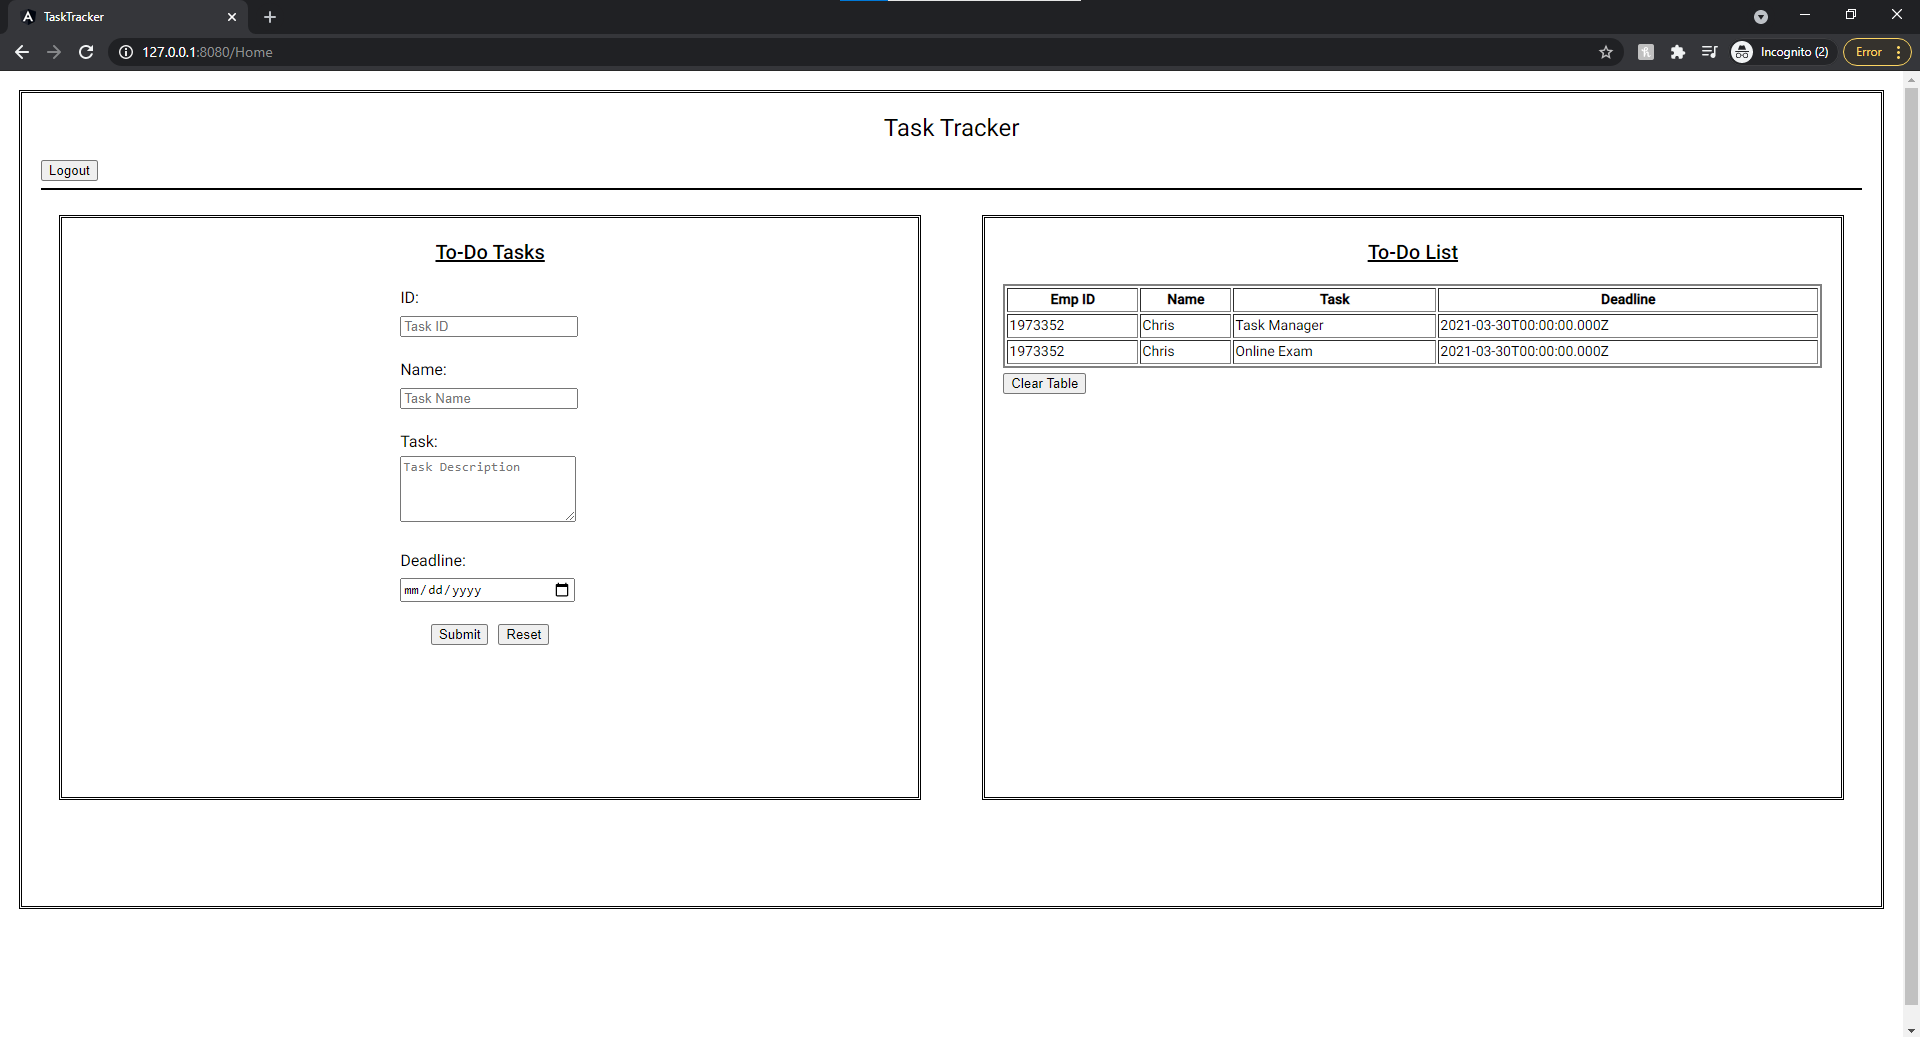 TaskTracker
127.0.0.1:8080/Home
Incognito (2)
Error
Task Tracker
Logout
To-Do Tasks
ID:
Task ID
Name:
Task Name
Task:
Task Description
Deadline:
mm/dd/yyyy
Submit Reset
To-Do List
Emp ID Name Task Deadline
1973352 Chris Task Manager 2021-03-30T00:00:00.000Z
1973352 Chris Online Exam 2021-03-30T00:00:00.000Z
Clear Table